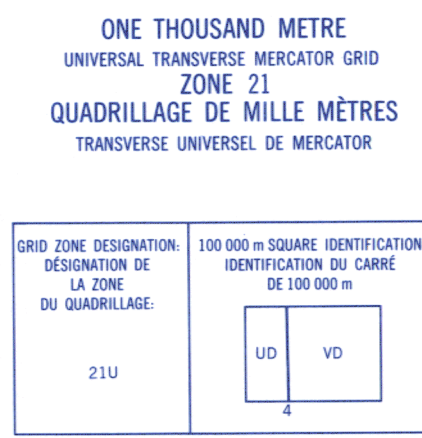 ONE THOUSAND METRE
UNIVERSAL TRANSVERSE MERCATOR GRID
ZONE 21
QUADRILLAGE DE MILLE MÈTRES
TRANSVERSE UNIVERSEL DE MERCATOR
GRID ZONE DESIGNATION:
DÉSIGNATION DE
LA ZONE
DU QUADRILLAGE:
21U
100 000 m SQUARE IDENTIFICATION
IDENTIFICATION DU CARRÉ
DE 100 000 m
UD VD
4